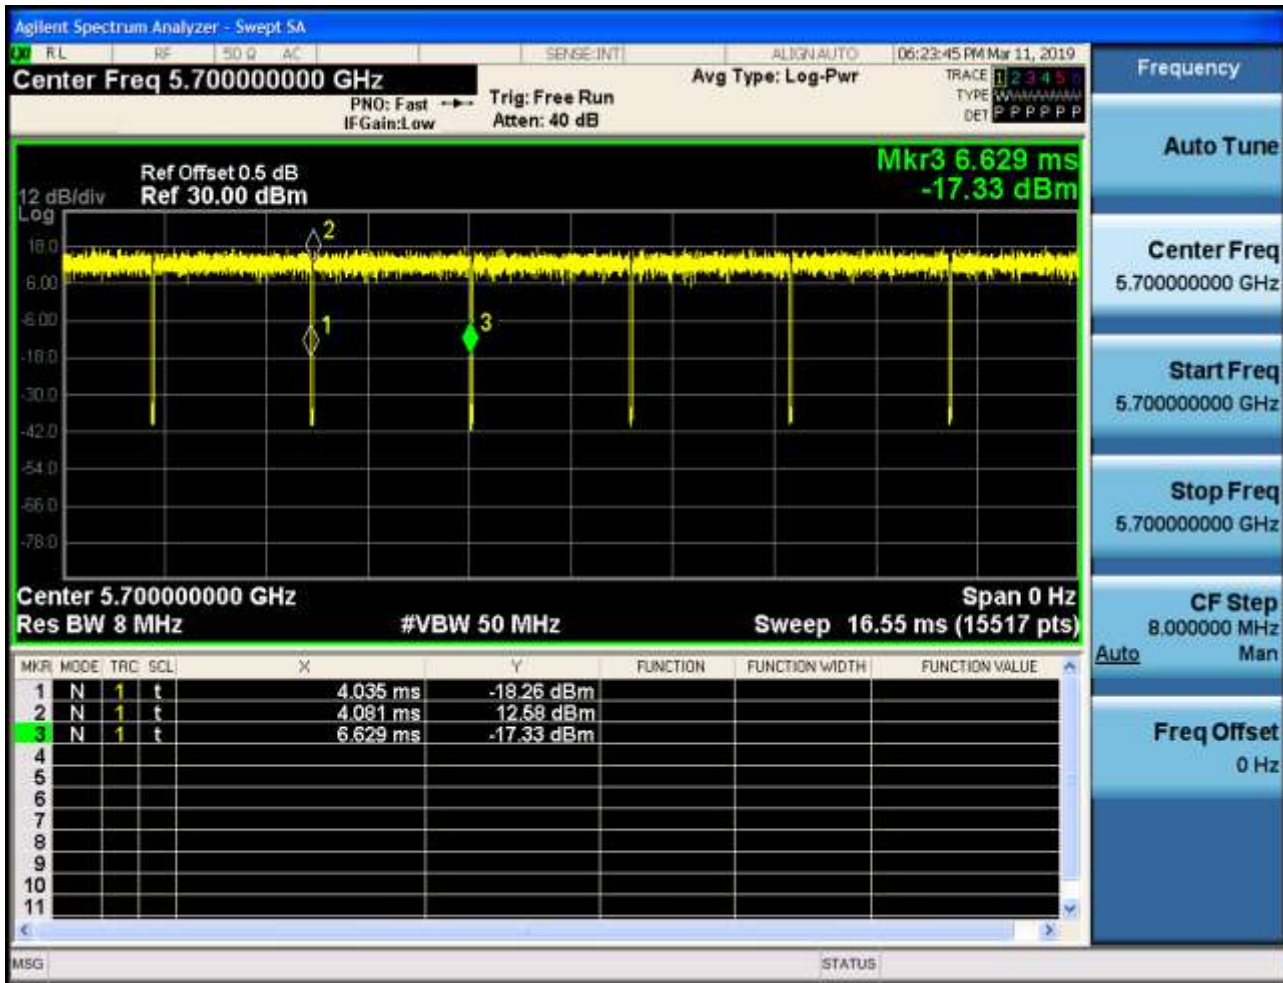 Agilent Spectrum Analyzer - Swept SA
RL RF 50 Ω AC SENSE:INT ALIGNAUTO 06:23:45 PM Mar 11, 2019
Center Freq 5.700000000 GHz
PNO: Fast
IFGain:Low
Trig: Free Run
Atten: 40 dB
Avg Type: Log-Pwr
TRACE 1 2 3 4 5 6
TYPE
DET P P P P P P
Mkr3 6.629 ms
-17.33 dBm
Ref Offset 0.5 dB
12 dB/div Ref 30.00 dBm
Log
18.0
6.00
-6.00
-18.0
-30.0
-42.0
-54.0
-66.0
-78.0
2
1
3
Center 5.700000000 GHz Span 0 Hz
Res BW 8 MHz #VBW 50 MHz Sweep 16.55 ms (15517 pts)
MKR MODE TRC SCL X Y FUNCTION FUNCTION WIDTH FUNCTION VALUE
1 N 1 t 4.035 ms -18.26 dBm
2 N 1 t 4.081 ms 12.58 dBm
3 N 1 t 6.629 ms -17.33 dBm
4
5
6
7
8
9
10
11
MSG STATUS
Frequency
Auto Tune
Center Freq
5.700000000 GHz
Start Freq
5.700000000 GHz
Stop Freq
5.700000000 GHz
CF Step
8.000000 MHz
Auto Man
Freq Offset
0 Hz